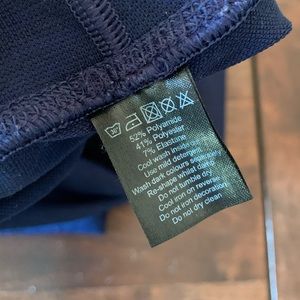 30
52% Polyamide
41% Polyester
7% Elastane
Cool wash inside out
Use mild detergent
Wash dark colours separately
Re-shape whilst damp
Do not tumble dry
Cool iron on reverse
Do not iron decoration
Do not dry clean